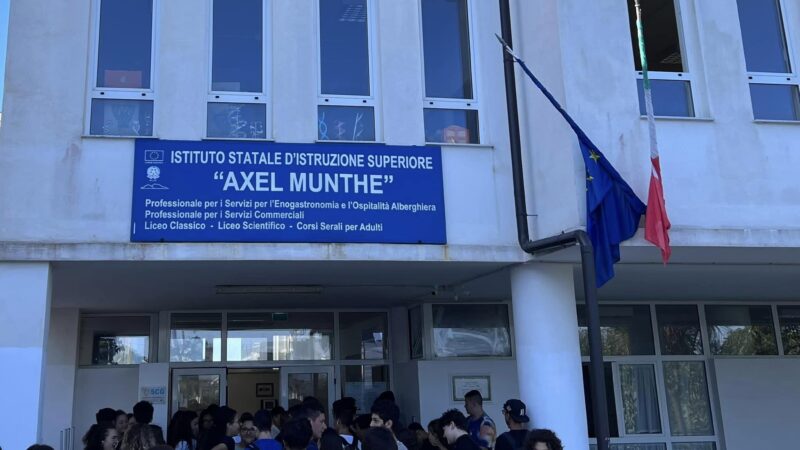 ISTITUTO STATALE D'ISTRUZIONE SUPERIORE
"AXEL MUNTHE"
Professionale per i Servizi per l'Enogastronomia e l'Ospitalità Alberghiera
Professionale per i Servizi Commerciali
Liceo Classico - Liceo Scientifico - Corsi Serali per Adulti